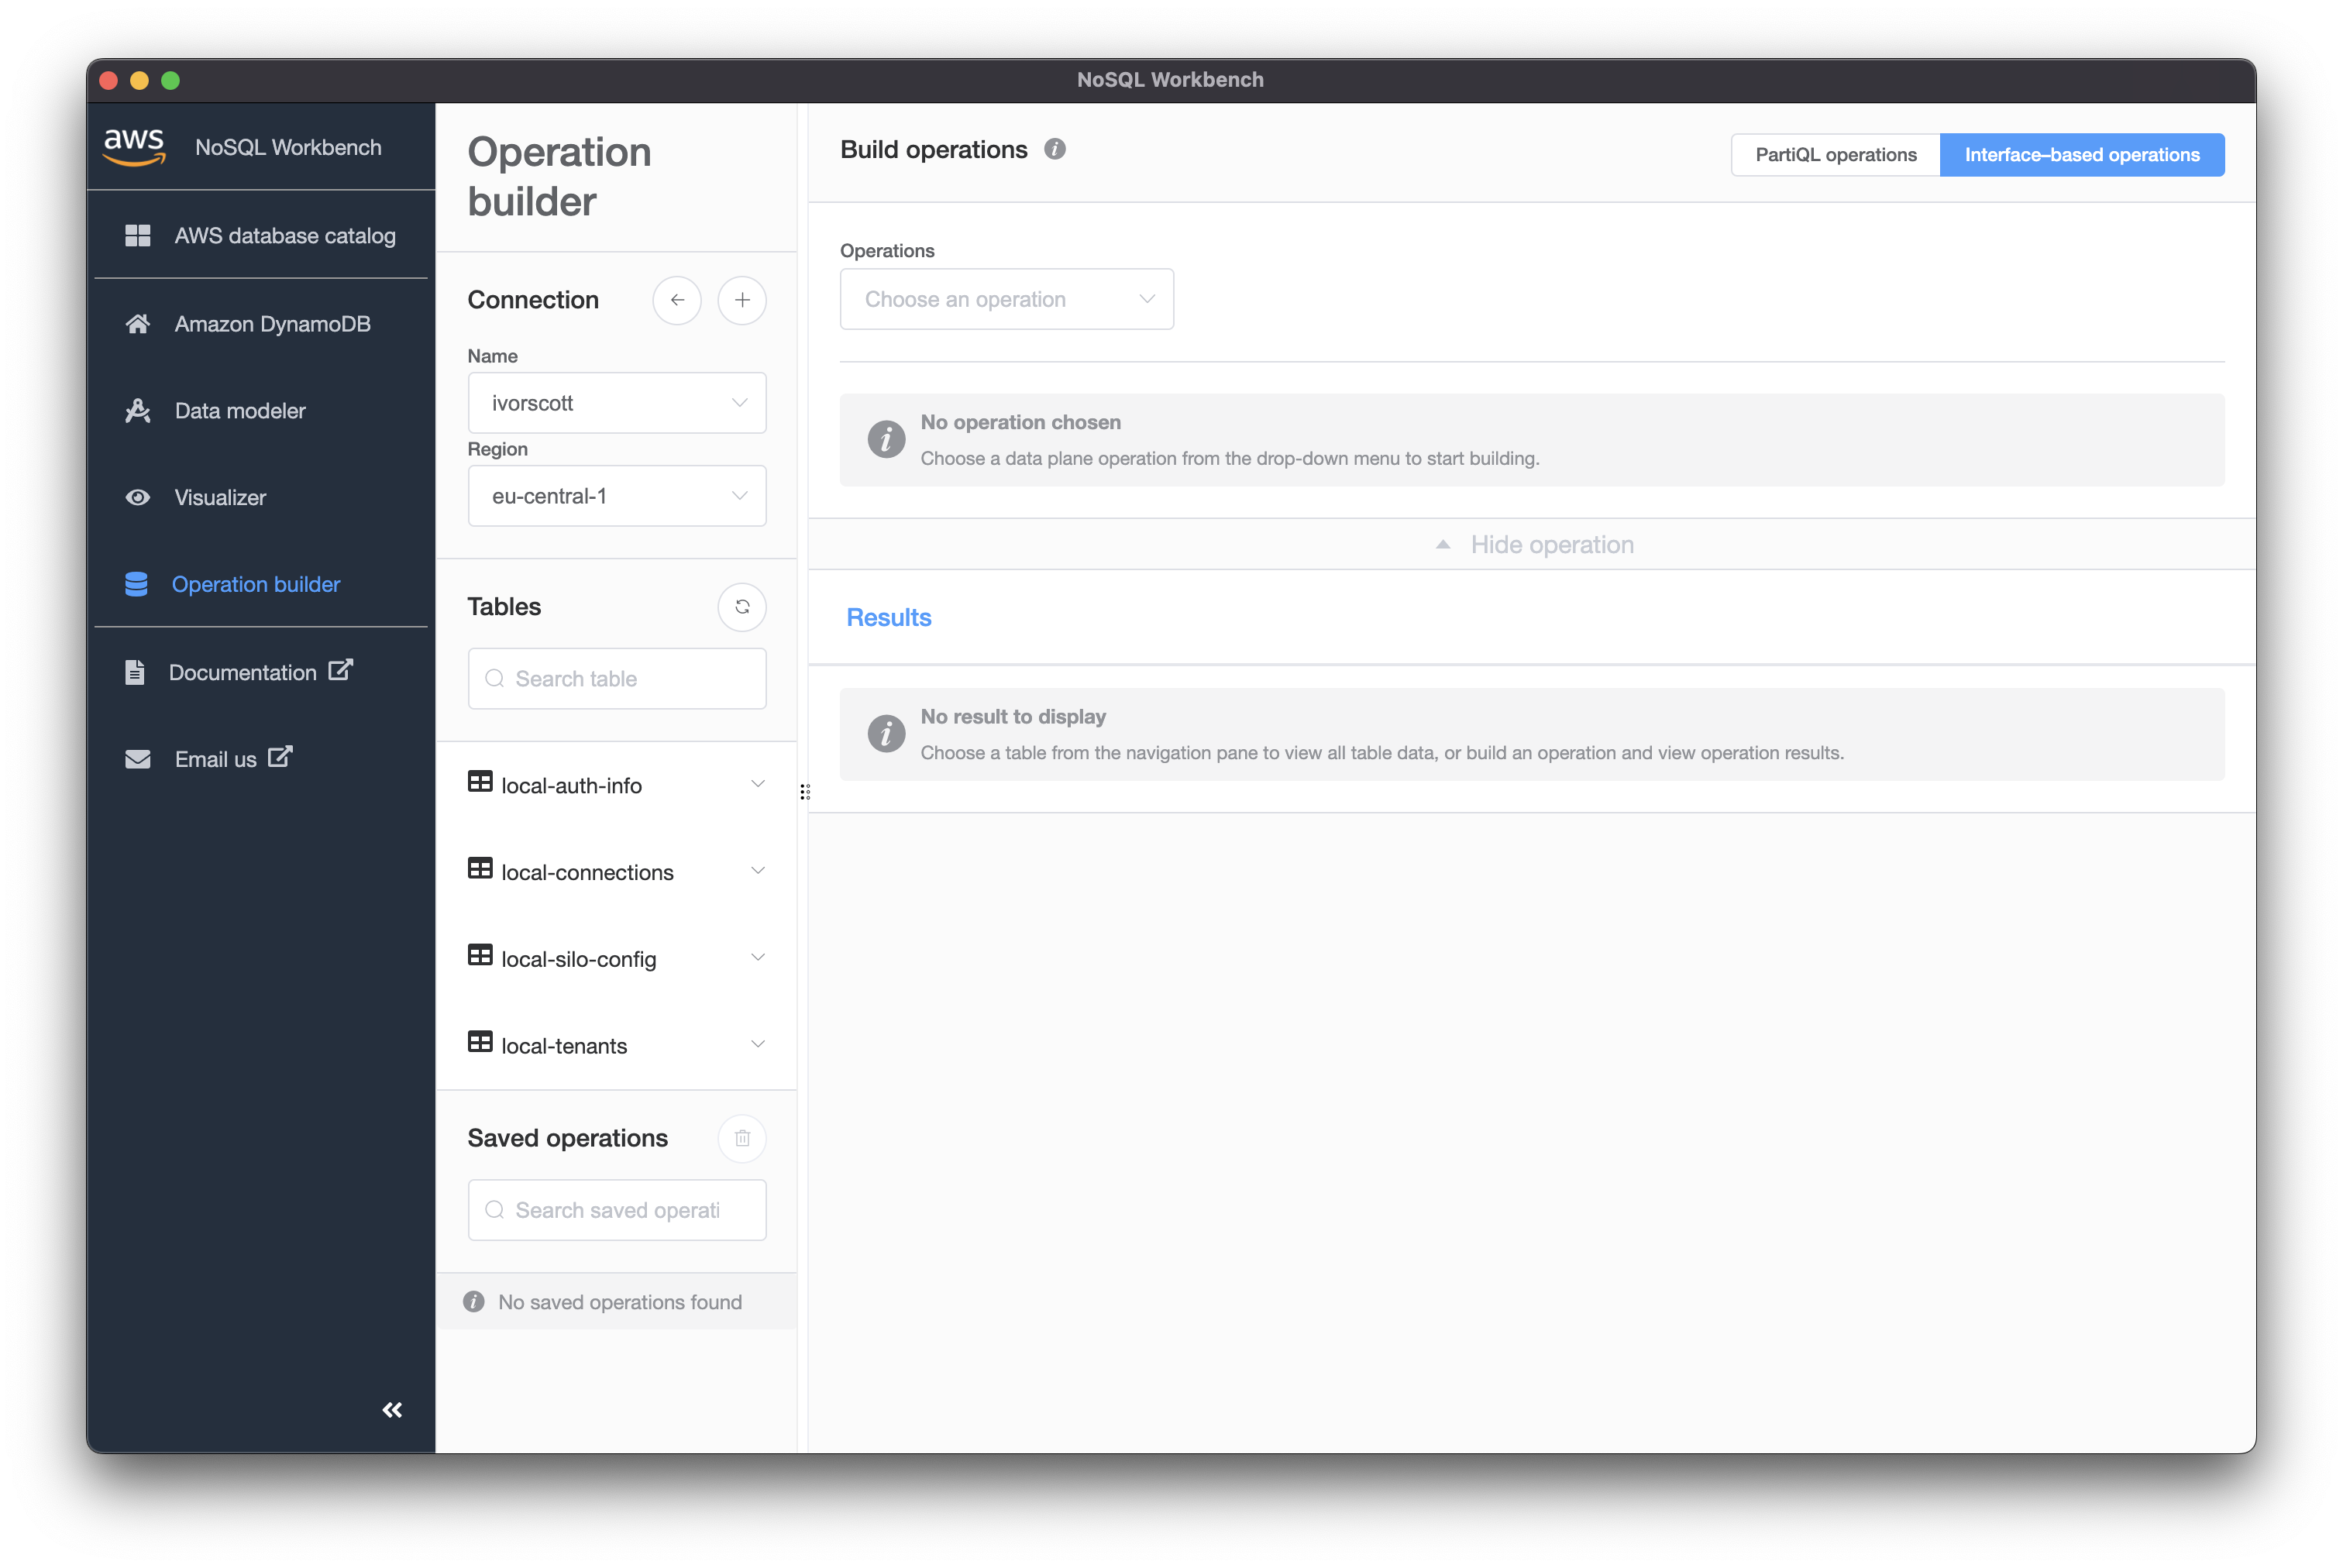 NoSQL Workbench
aws
NoSQL Workbench
AWS database catalog
Amazon DynamoDB
Data modeler
Visualizer
Operation builder
Documentation
Email us
Operation
builder
Connection
Name
ivorscott
Region
eu-central-1
Tables
Search table
local-auth-info
local-connections
local-silo-config
local-tenants
Saved operations
Search saved operati
No saved operations found
Build operations
PartiQL operations
Interface–based operations
Operations
Choose an operation
No operation chosen
Choose a data plane operation from the drop-down menu to start building.
Hide operation
Results
No result to display
Choose a table from the navigation pane to view all table data, or build an operation and view operation results.